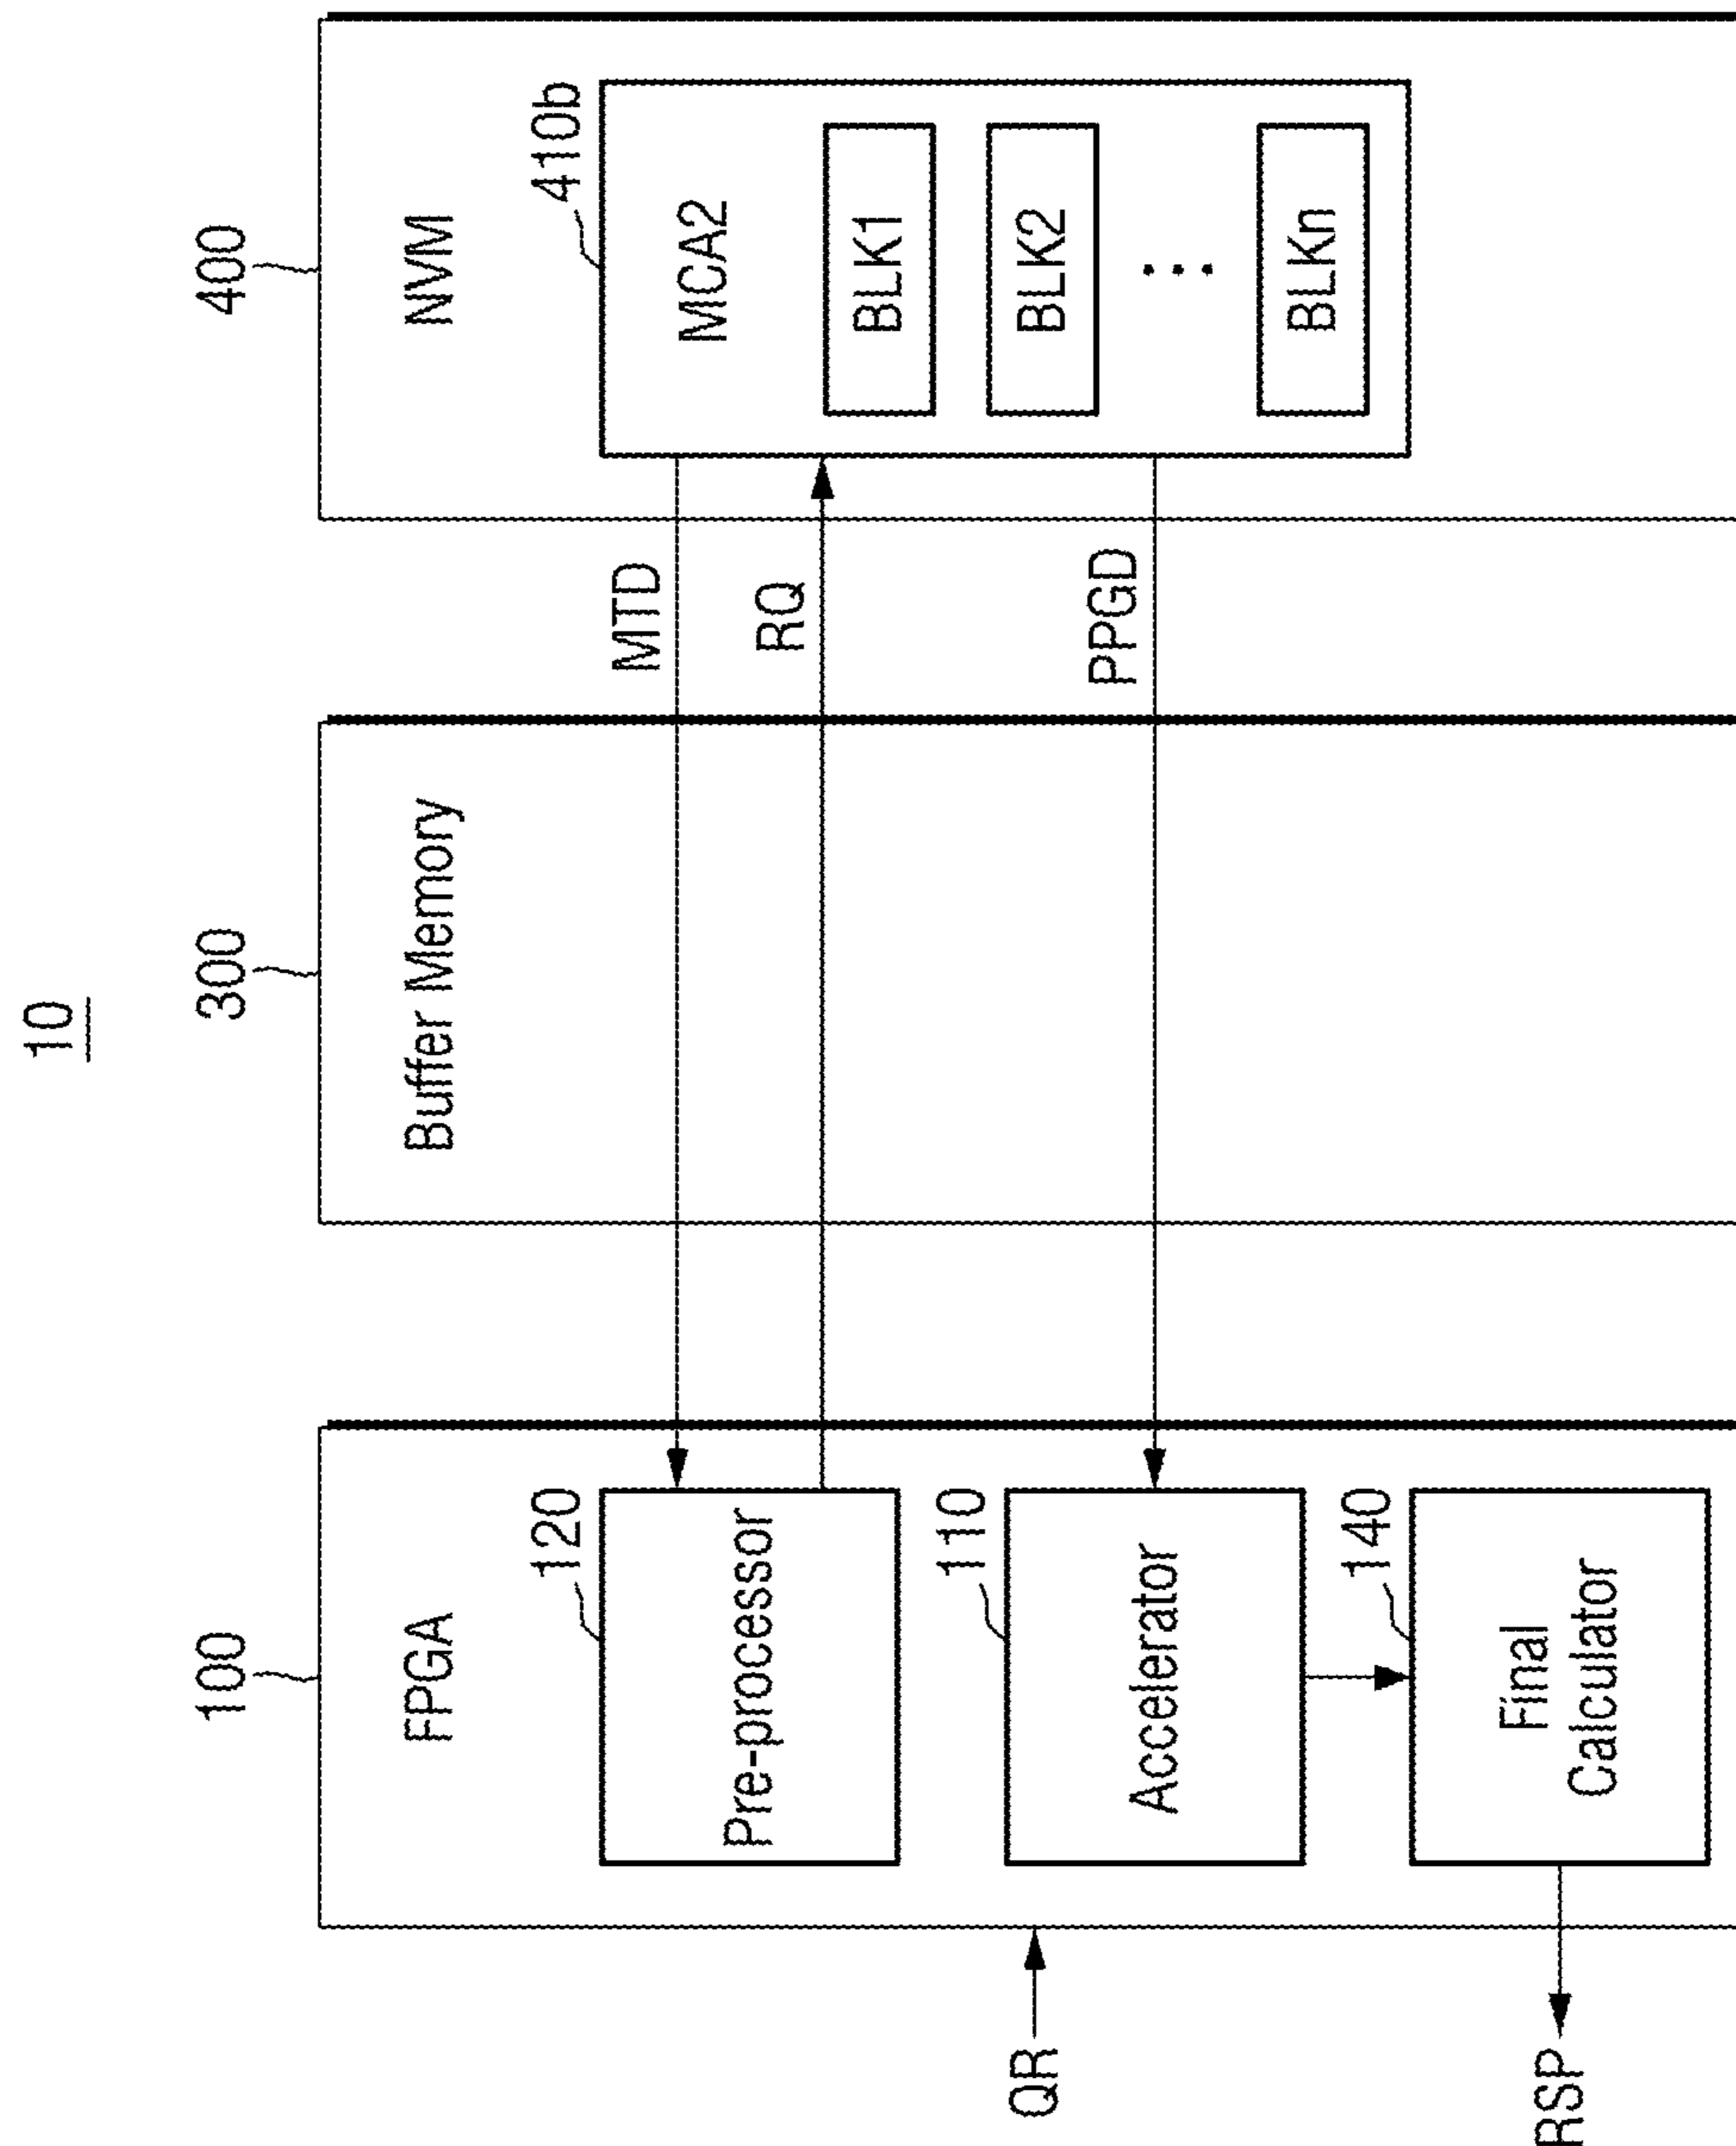 10
100
300
400
FPGA
Buffer Memory
NVM
120
Pre-processor
MTD
410b
MCA2
RQ
BLK1
BLK2
⋯
BLKn
QR
110
Accelerator
PPGD
140
Final
Calculator
RSP